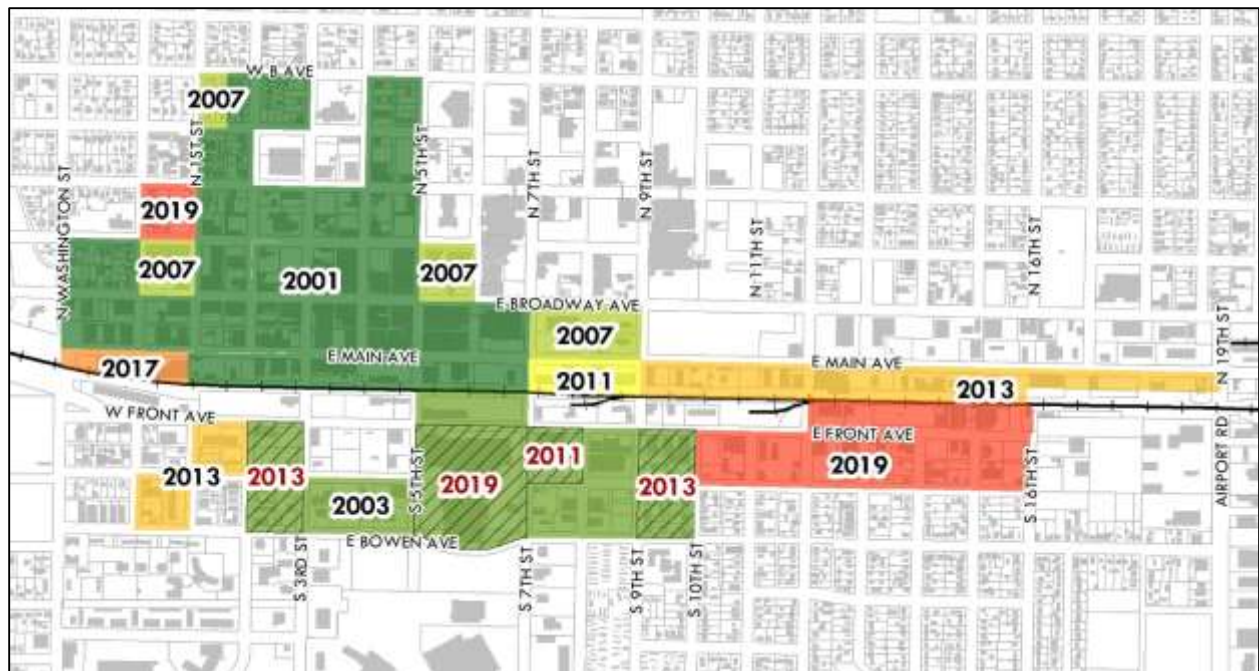 W B AVE
2007
N 1ST ST
N 5TH ST
N WASHINGTON ST
N 7TH ST
N 9TH ST
2019
N 11TH ST
N 16TH ST
2007
2001
2007
E BROADWAY AVE
2007
E MAIN AVE
E MAIN AVE
N 19TH ST
2017
2011
2013
W FRONT AVE
E FRONT AVE
AIRPORT RD
2013
2013
S 5TH ST
2019
2011
2013
2019
S 16TH ST
2003
E BOWEN AVE
S 3RD ST
S 7TH ST
S 9TH ST
S 10TH ST